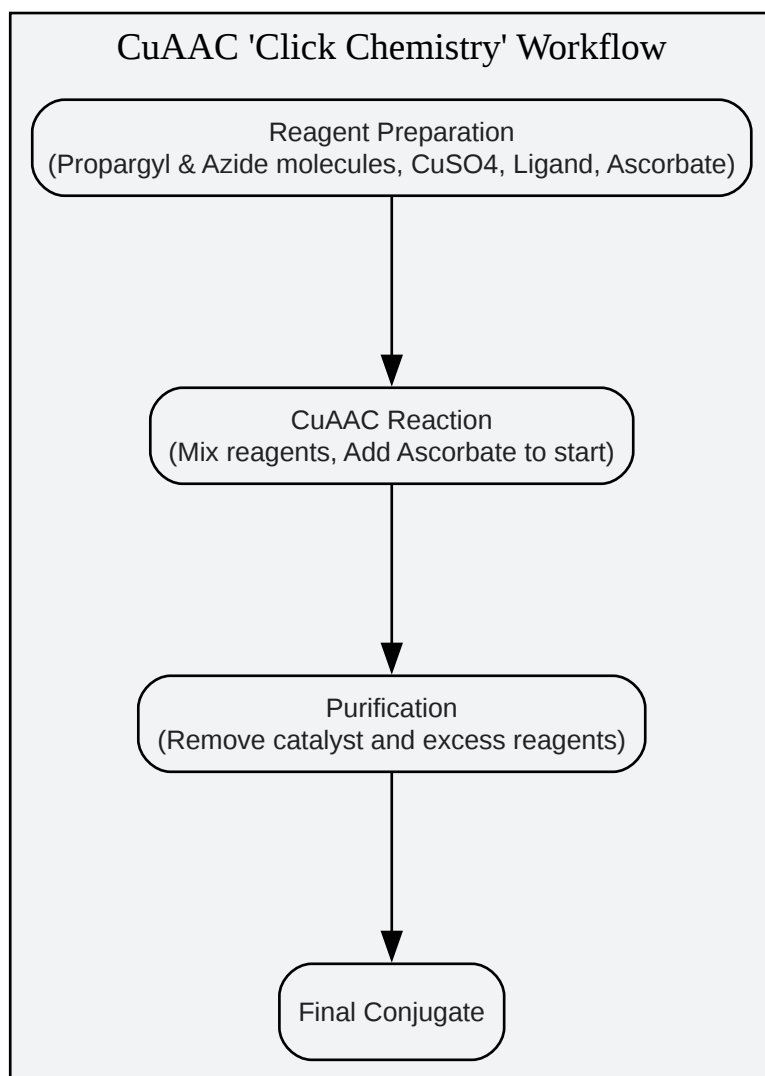 CuAAC 'Click Chemistry' Workflow
Reagent Preparation
(Propargyl & Azide molecules, CuSO4, Ligand, Ascorbate)
CuAAC Reaction
(Mix reagents, Add Ascorbate to start)
Purification
(Remove catalyst and excess reagents)
Final Conjugate